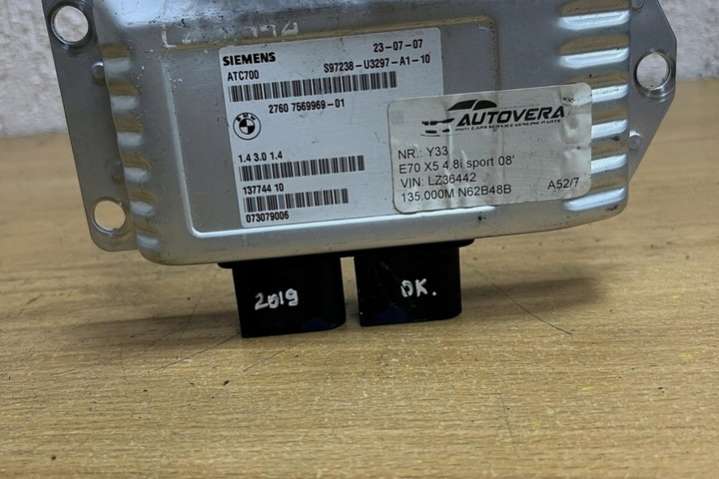 SIEMENS
23-07-07
ATC700
S97238-U3297-A1-10
2760 7569969-01
1.4 3.0 1.4
137744 10
073079006
AUTOVERA
NR.: Y33
E70 X5 4.8i sport 08'
VIN: LZ36442
135.000M N62B48B
A52/7
2019
OK.